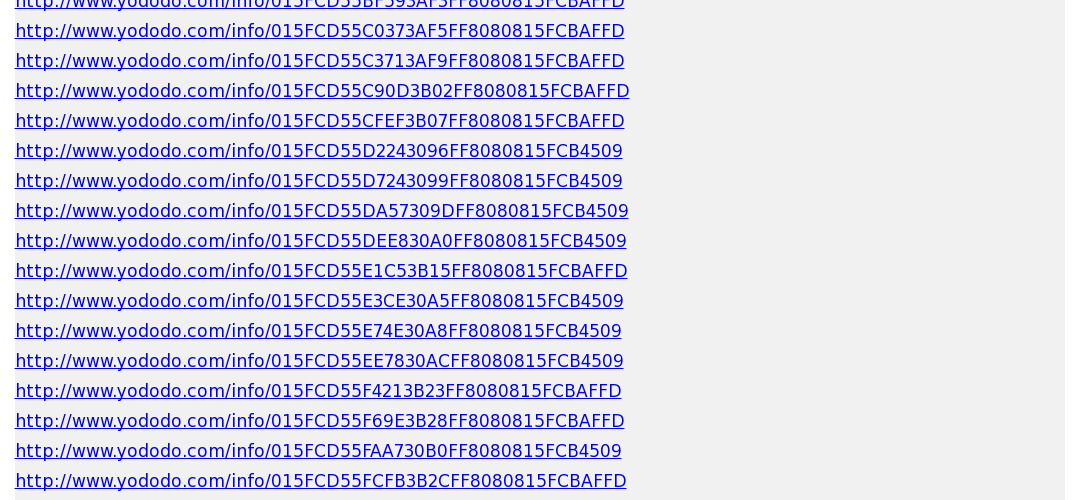 http://www.yododo.com/info/015FCD55BF593AF3FF8080815FCBAFFD
http://www.yododo.com/info/015FCD55C0373AF5FF8080815FCBAFFD
http://www.yododo.com/info/015FCD55C3713AF9FF8080815FCBAFFD
http://www.yododo.com/info/015FCD55C90D3B02FF8080815FCBAFFD
http://www.yododo.com/info/015FCD55CFEF3B07FF8080815FCBAFFD
http://www.yododo.com/info/015FCD55D2243096FF8080815FCB4509
http://www.yododo.com/info/015FCD55D7243099FF8080815FCB4509
http://www.yododo.com/info/015FCD55DA57309DFF8080815FCB4509
http://www.yododo.com/info/015FCD55DEE830A0FF8080815FCB4509
http://www.yododo.com/info/015FCD55E1C53B15FF8080815FCBAFFD
http://www.yododo.com/info/015FCD55E3CE30A5FF8080815FCB4509
http://www.yododo.com/info/015FCD55E74E30A8FF8080815FCB4509
http://www.yododo.com/info/015FCD55EE7830ACFF8080815FCB4509
http://www.yododo.com/info/015FCD55F4213B23FF8080815FCBAFFD
http://www.yododo.com/info/015FCD55F69E3B28FF8080815FCBAFFD
http://www.yododo.com/info/015FCD55FAA730B0FF8080815FCB4509
http://www.yododo.com/info/015FCD55FCFB3B2CFF8080815FCBAFFD